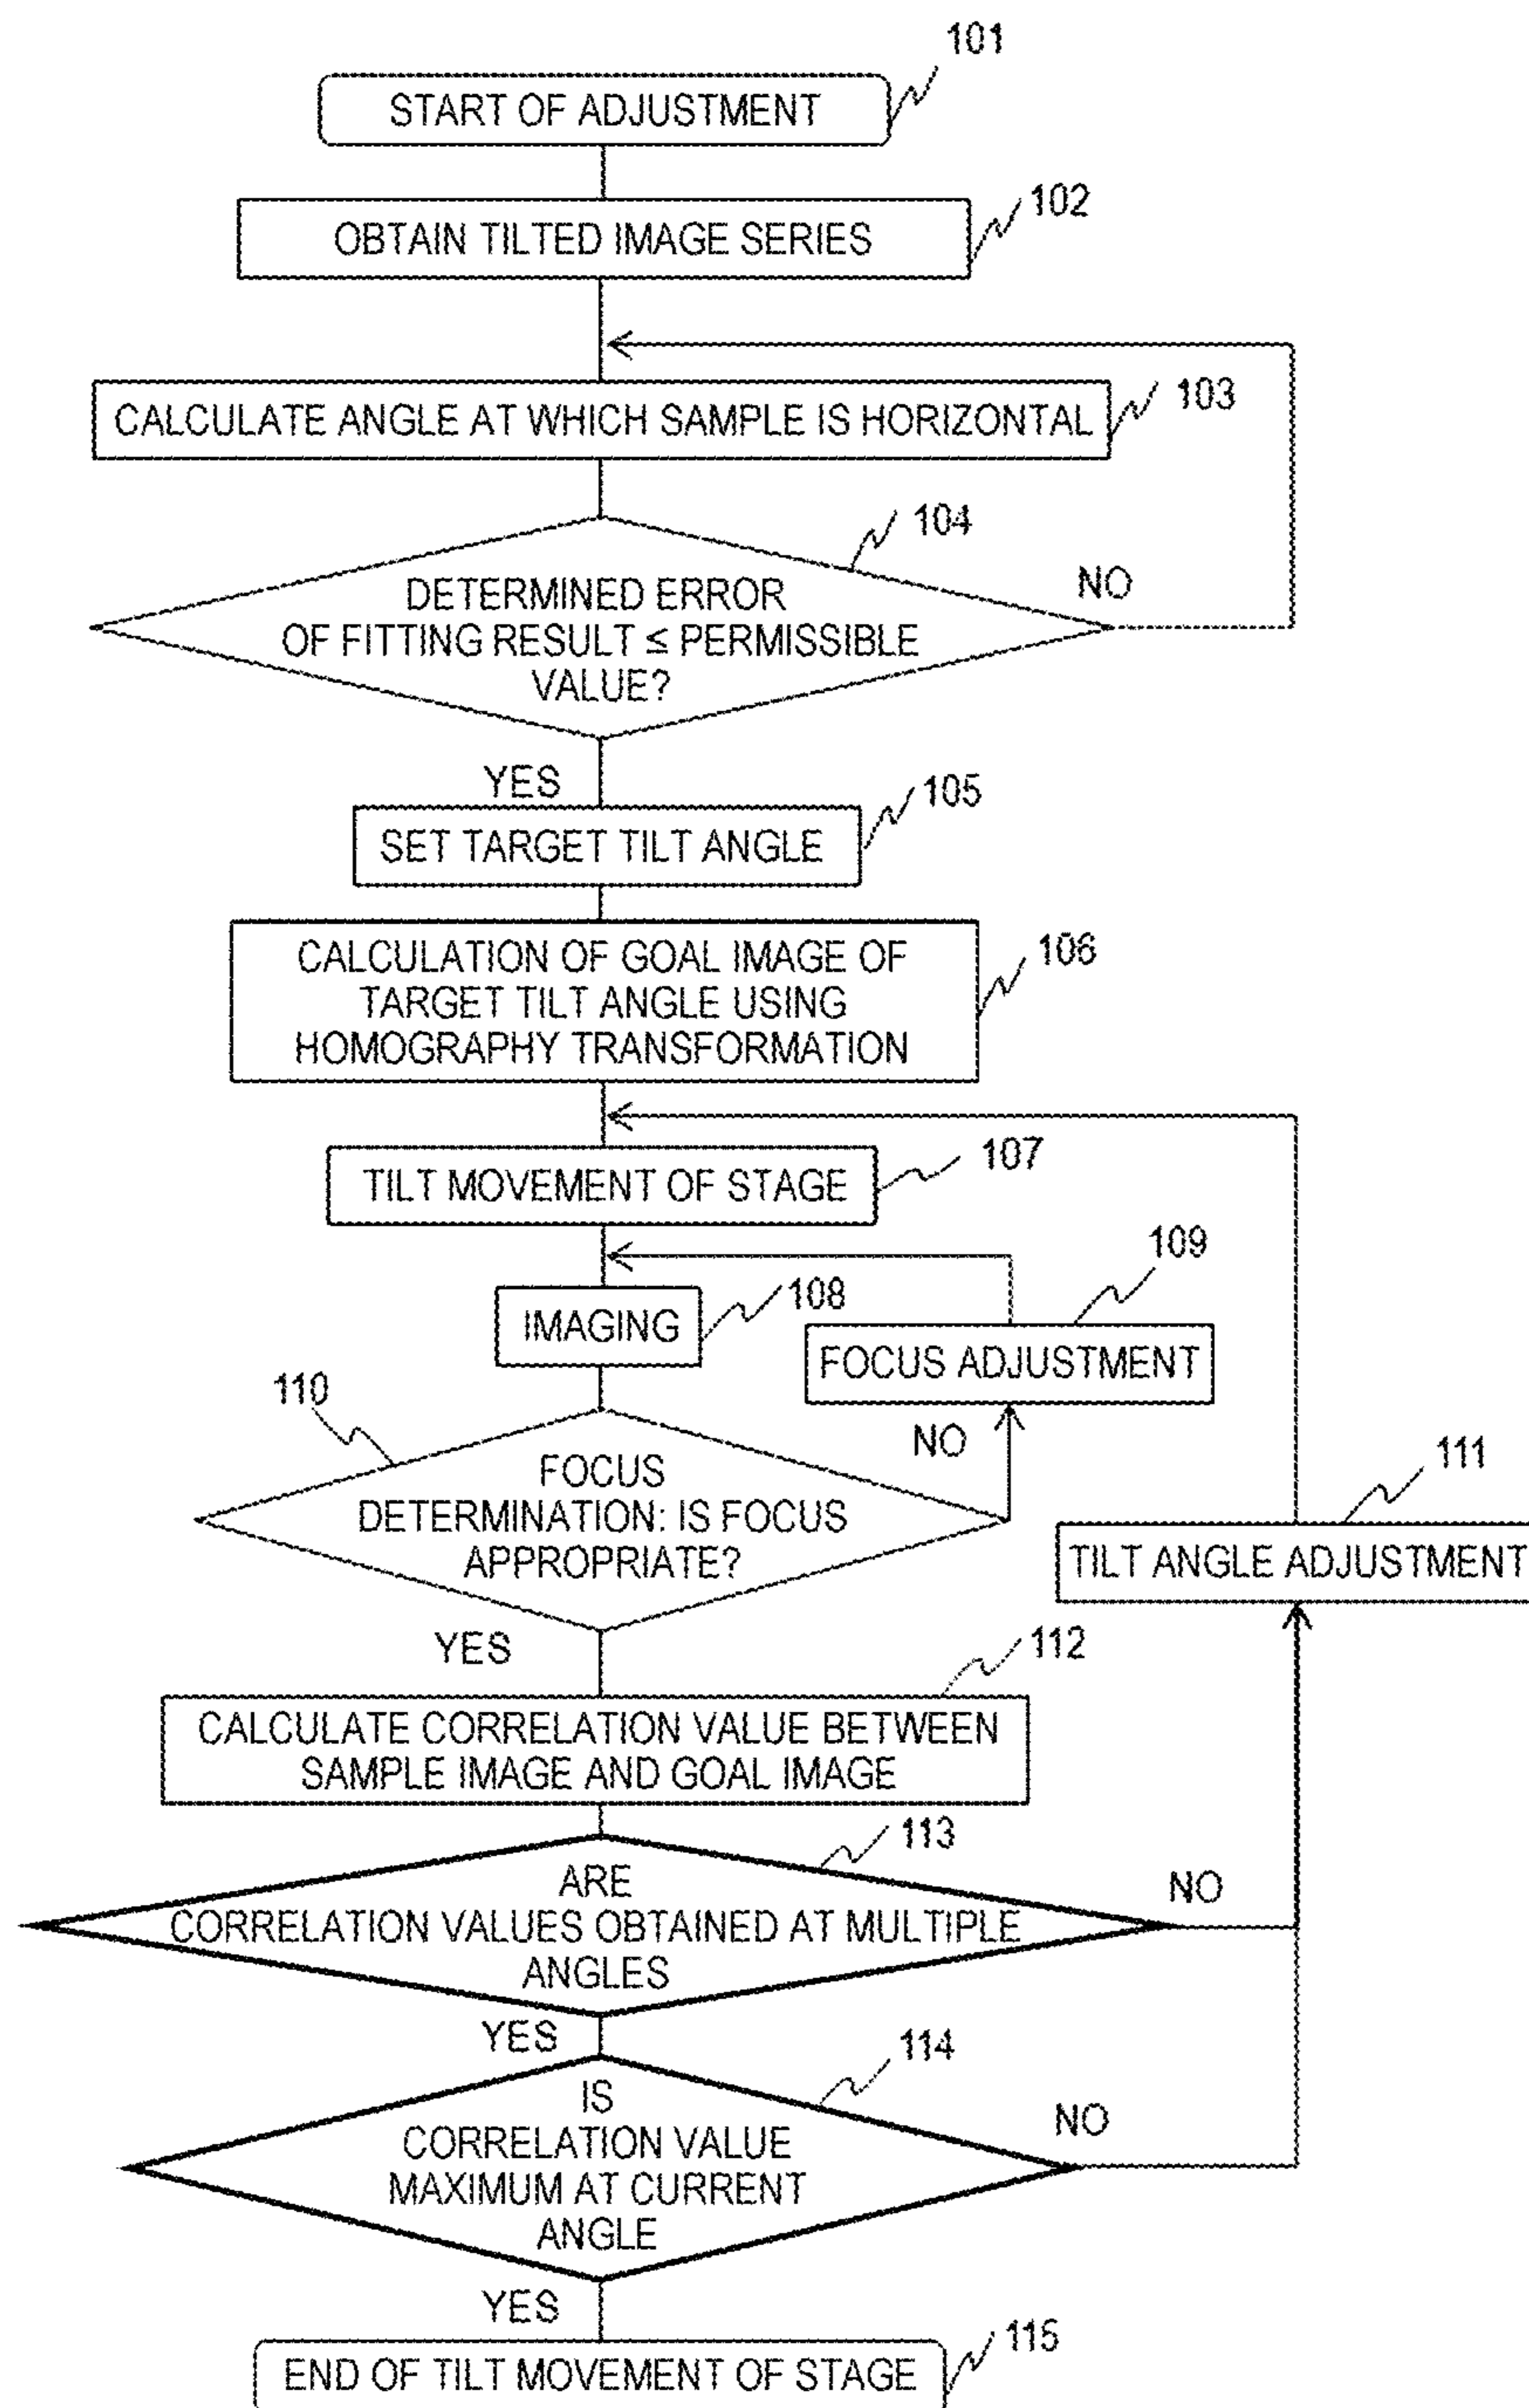 101
START OF ADJUSTMENT
102
OBTAIN TILTED IMAGE SERIES
103
CALCULATE ANGLE AT WHICH SAMPLE IS HORIZONTAL
104
DETERMINED ERROR
OF FITTING RESULT ≤ PERMISSIBLE
VALUE?
NO
YES
105
SET TARGET TILT ANGLE
106
CALCULATION OF GOAL IMAGE OF
TARGET TILT ANGLE USING
HOMOGRAPHY TRANSFORMATION
107
TILT MOVEMENT OF STAGE
108
IMAGING
109
FOCUS ADJUSTMENT
110
FOCUS
DETERMINATION: IS FOCUS
APPROPRIATE?
NO
YES
111
TILT ANGLE ADJUSTMENT
112
CALCULATE CORRELATION VALUE BETWEEN
SAMPLE IMAGE AND GOAL IMAGE
113
ARE
CORRELATION VALUES OBTAINED AT MULTIPLE
ANGLES
NO
YES
114
IS
CORRELATION VALUE
MAXIMUM AT CURRENT
ANGLE
NO
YES
115
END OF TILT MOVEMENT OF STAGE